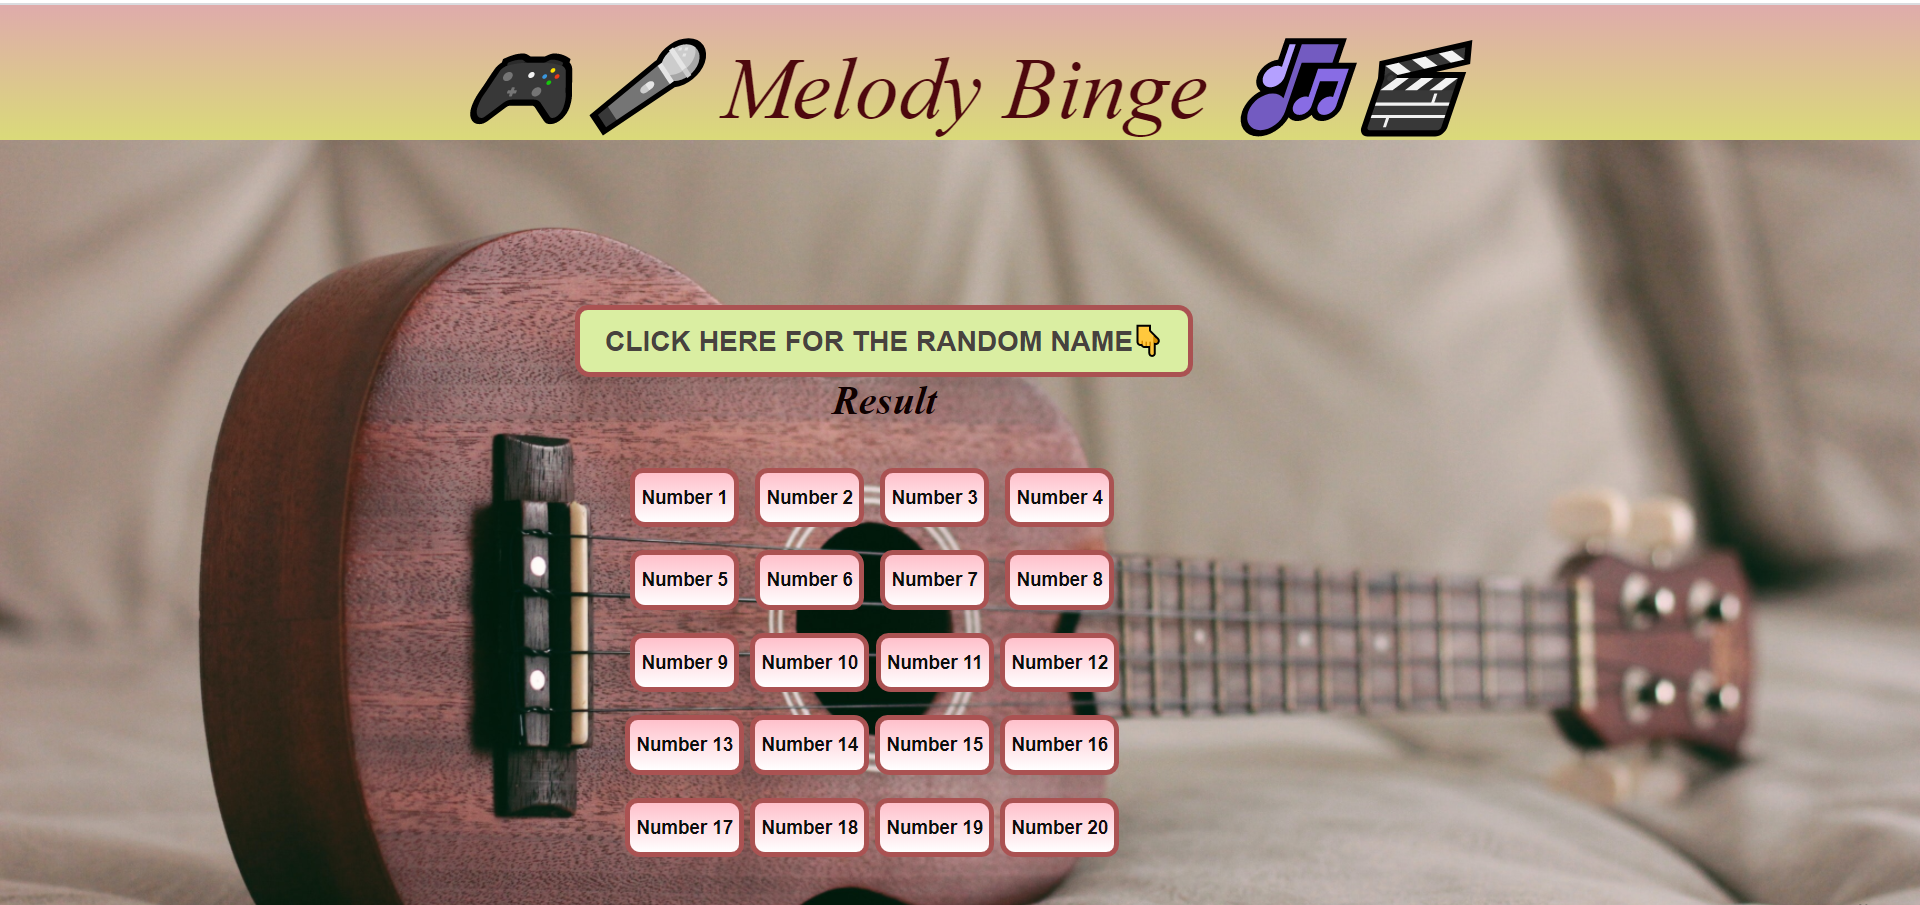 Melody Binge
CLICK HERE FOR THE RANDOM NAME
Result
Number 1 Number 2 Number 3 Number 4
Number 5 Number 6 Number 7 Number 8
Number 9 Number 10 Number 11 Number 12
Number 13 Number 14 Number 15 Number 16
Number 17 Number 18 Number 19 Number 20